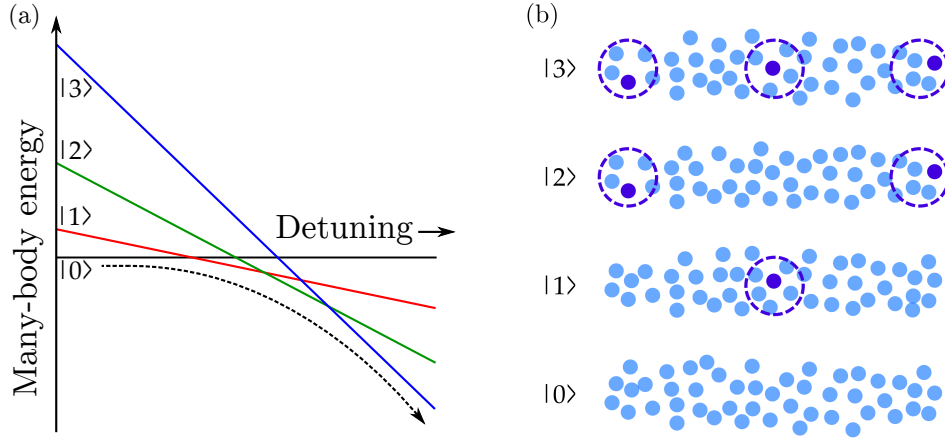 (a)
Many-body energy
|3⟩
|2⟩
|1⟩
|0⟩
Detuning
(b)
|3⟩
|2⟩
|1⟩
|0⟩